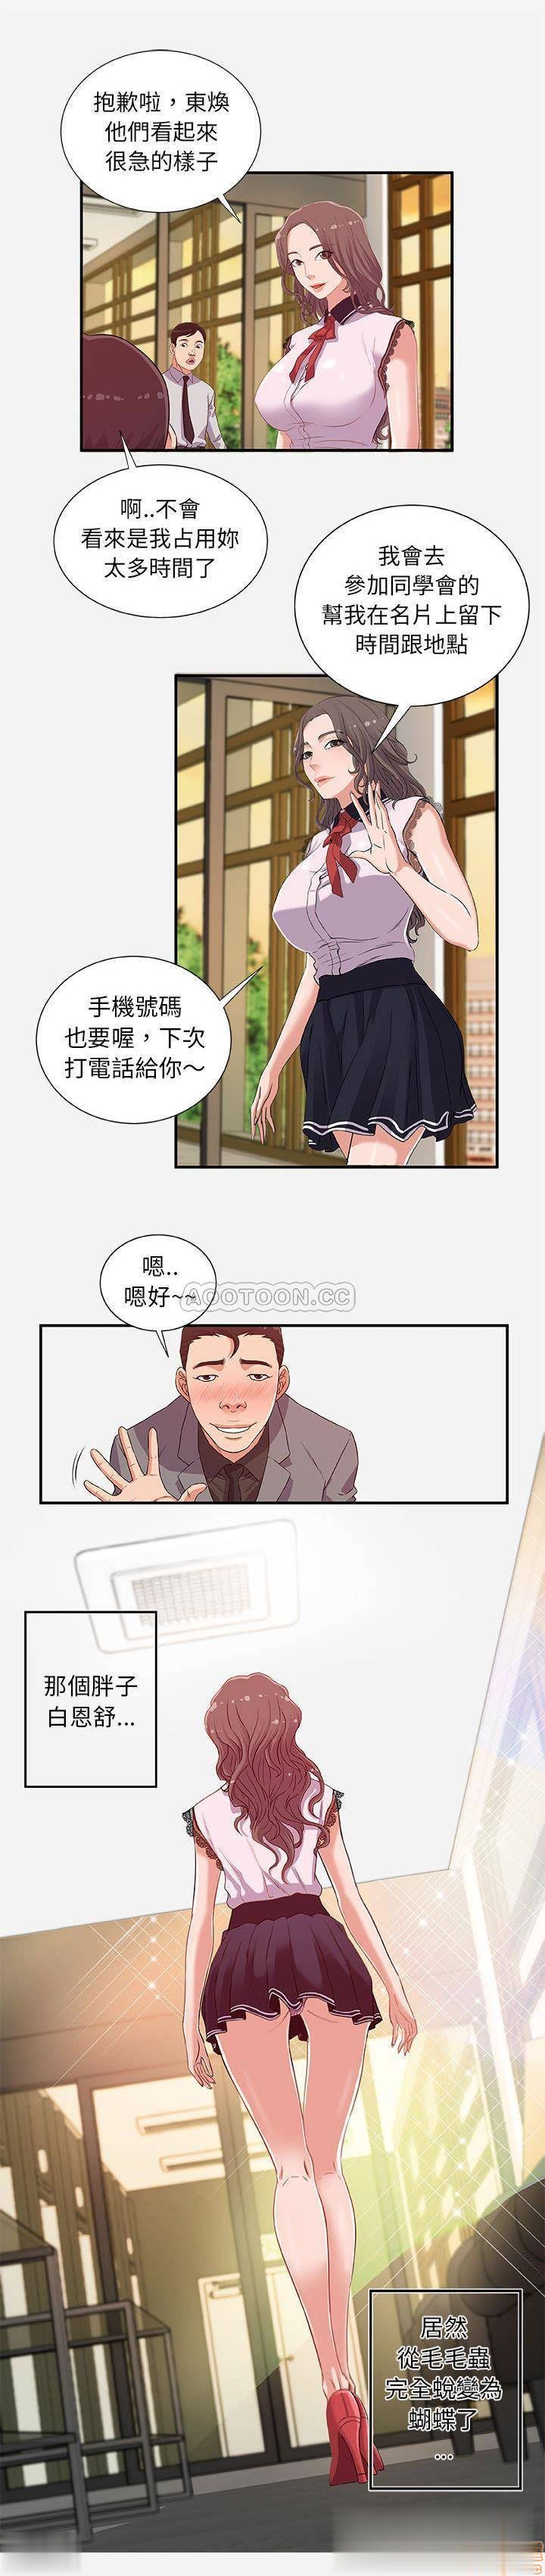 抱歉啦，東煥
他們看起來
很急的樣子
啊..不會
看來是我占用妳
太多時間了
我會去
參加同學會的
幫我在名片上留下
時間跟地點
手機號碼
也要喔，下次
打電話給你～
嗯..
嗯好~~
ACOTOON.CC
那個胖子
白恩舒...
居然
從毛毛蟲
完全蛻變為
蝴蝶了
...